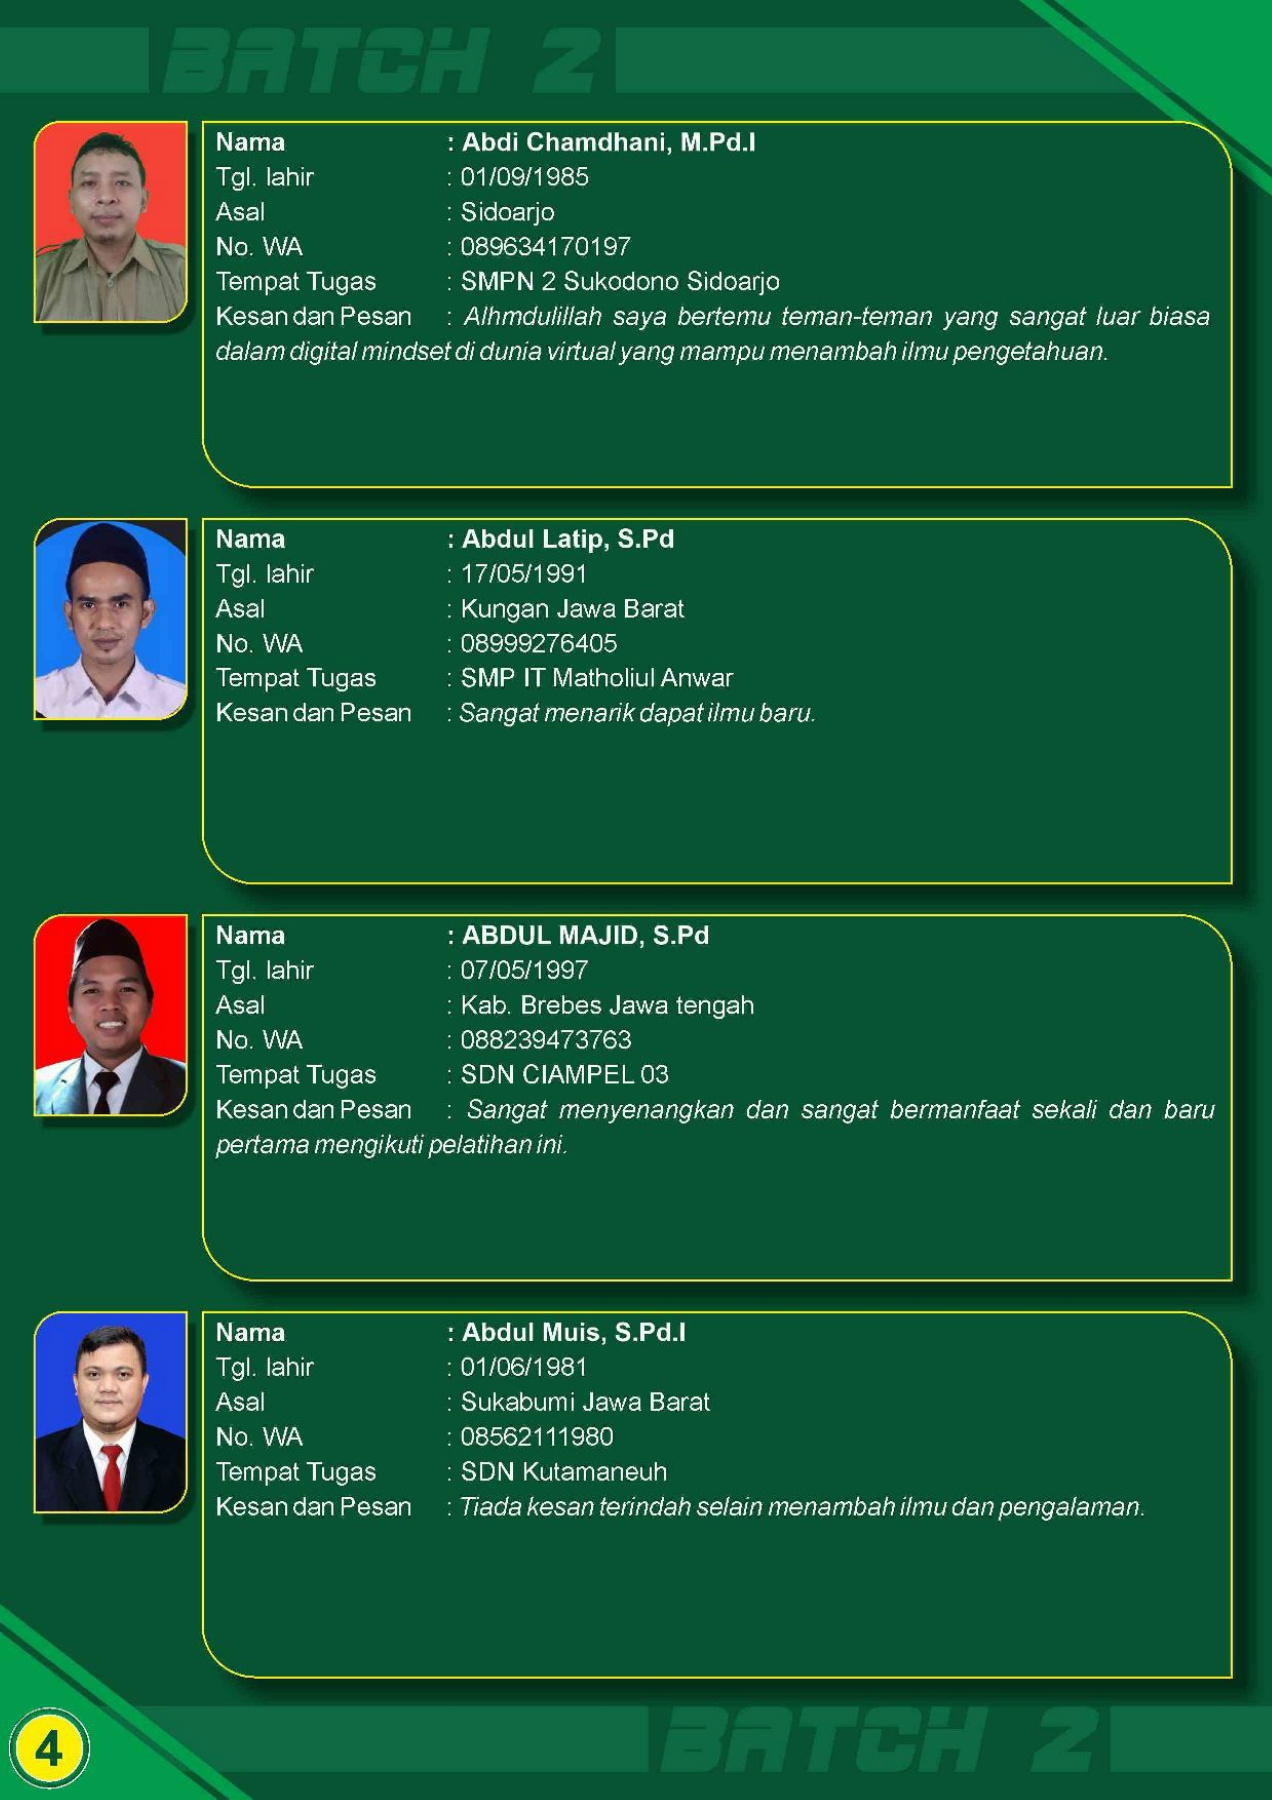 BATCH 2
Nama : Abdi Chamdhani, M.Pd.I
Tgl. lahir : 01/09/1985
Asal : Sidoarjo
No. WA : 089634170197
Tempat Tugas : SMPN 2 Sukodono Sidoarjo
Kesan dan Pesan : Alhmdulillah saya bertemu teman-teman yang sangat luar biasa
dalam digital mindset di dunia virtual yang mampu menambah ilmu pengetahuan.
Nama : Abdul Latip, S.Pd
Tgl. lahir : 17/05/1991
Asal : Kungan Jawa Barat
No. WA : 08999276405
Tempat Tugas : SMP IT Matholiul Anwar
Kesan dan Pesan : Sangat menarik dapat ilmu baru.
Nama : ABDUL MAJID, S.Pd
Tgl. lahir : 07/05/1997
Asal : Kab. Brebes Jawa tengah
No. WA : 088239473763
Tempat Tugas : SDN CIAMPEL 03
Kesan dan Pesan : Sangat menyenangkan dan sangat bermanfaat sekali dan baru
pertama mengikuti pelatihan ini.
Nama : Abdul Muis, S.Pd.I
Tgl. lahir : 01/06/1981
Asal : Sukabumi Jawa Barat
No. WA : 08562111980
Tempat Tugas : SDN Kutamaneuh
Kesan dan Pesan : Tiada kesan terindah selain menambah ilmu dan pengalaman.
4
BATCH 2